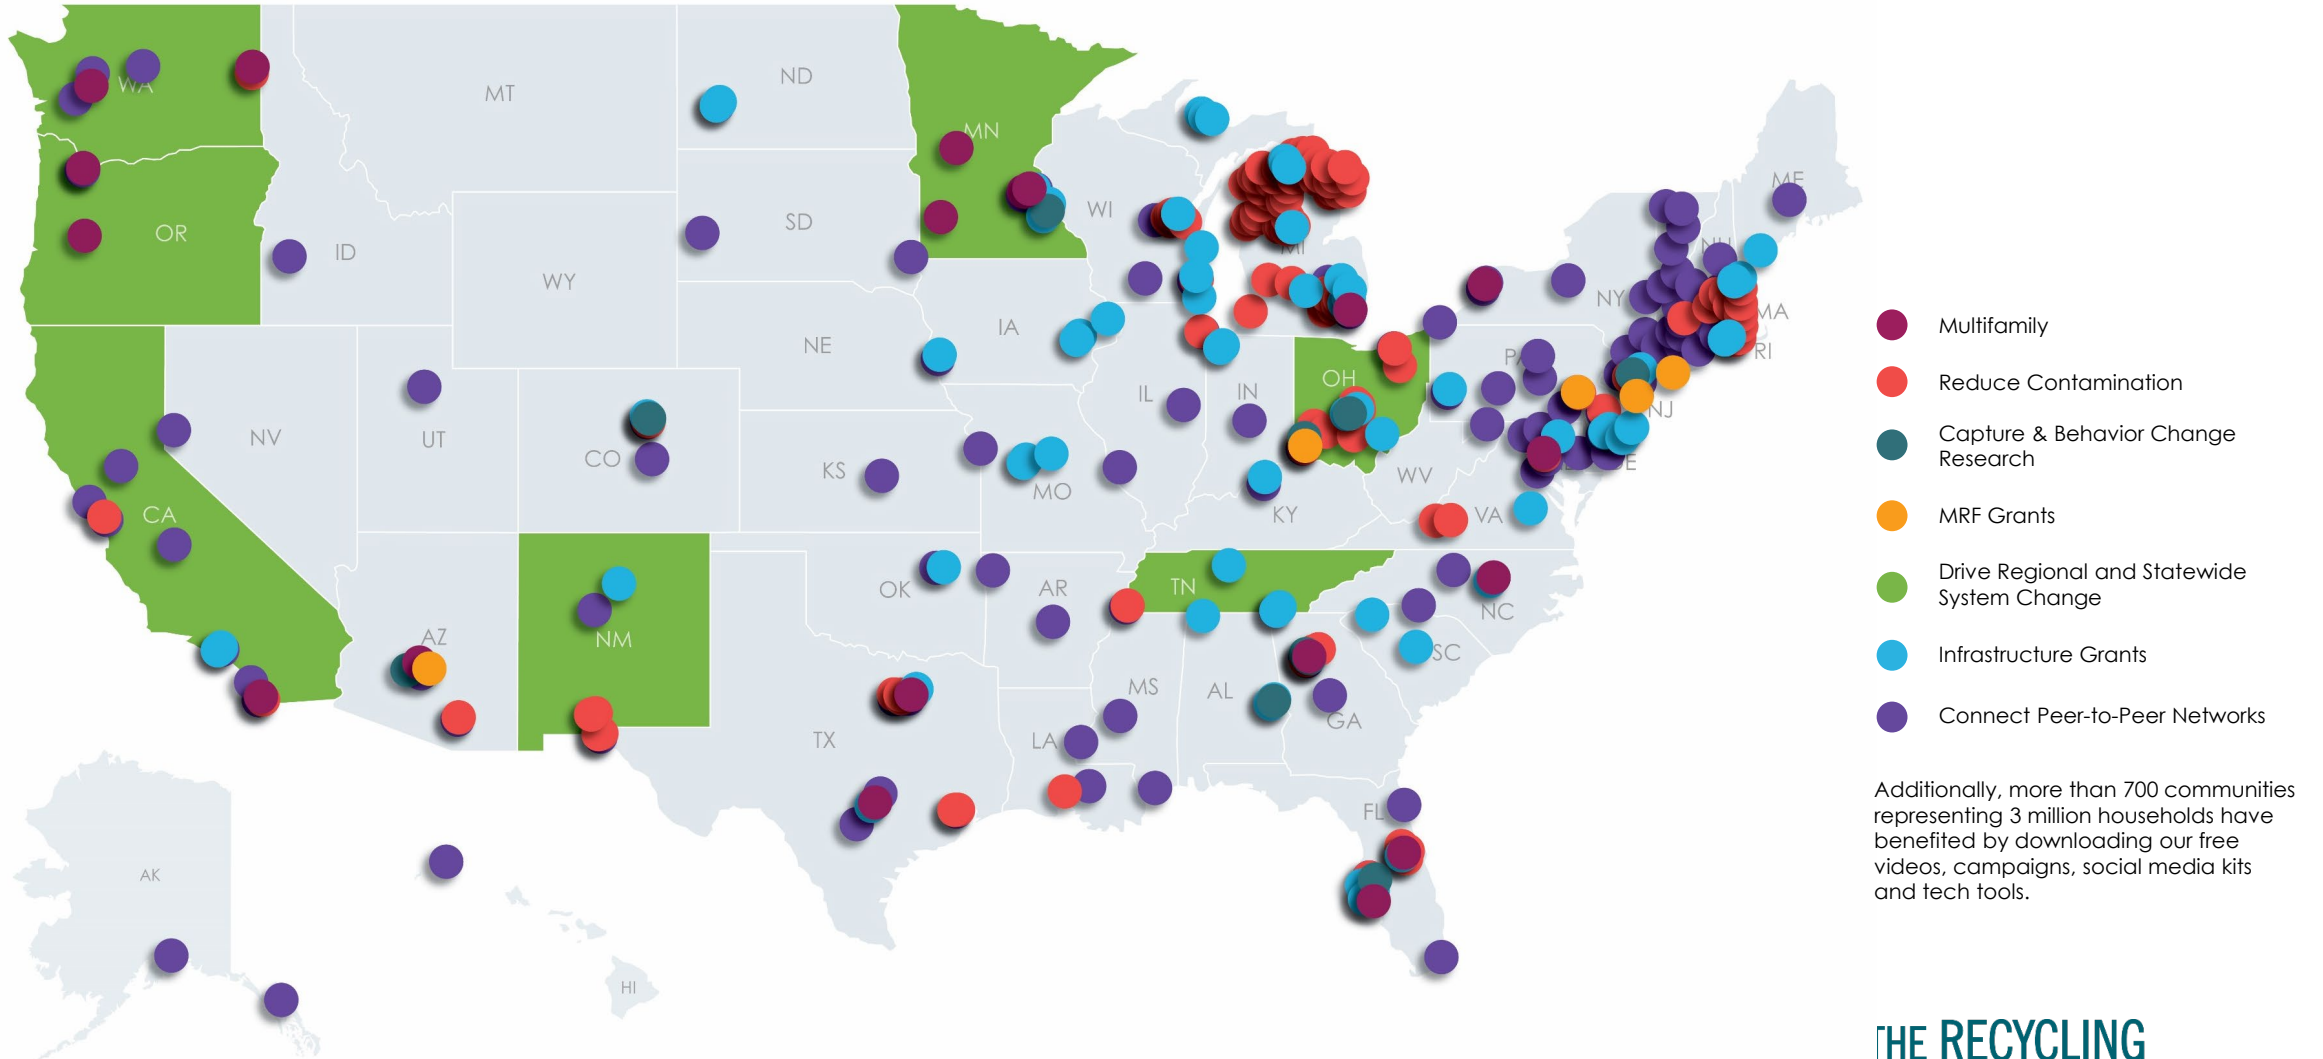 WA
MT
ND
MN
OR
ID
SD
WI
ME
WY
MI
NH
NY
MA
IA
RI
NE
PA
OH
NV
UT
IL
IN
NJ
CO
KS
WV
DE
MO
CA
KY
VA
OK
AR
TN
AZ
NM
NC
SC
MS
AL
GA
TX
LA
FL
AK
HI
Multifamily
Reduce Contamination
Capture & Behavior Change
Research
MRF Grants
Drive Regional and Statewide
System Change
Infrastructure Grants
Connect Peer-to-Peer Networks
Additionally, more than 700 communities
representing 3 million households have
benefited by downloading our free
videos, campaigns, social media kits
and tech tools.
THE RECYCLING